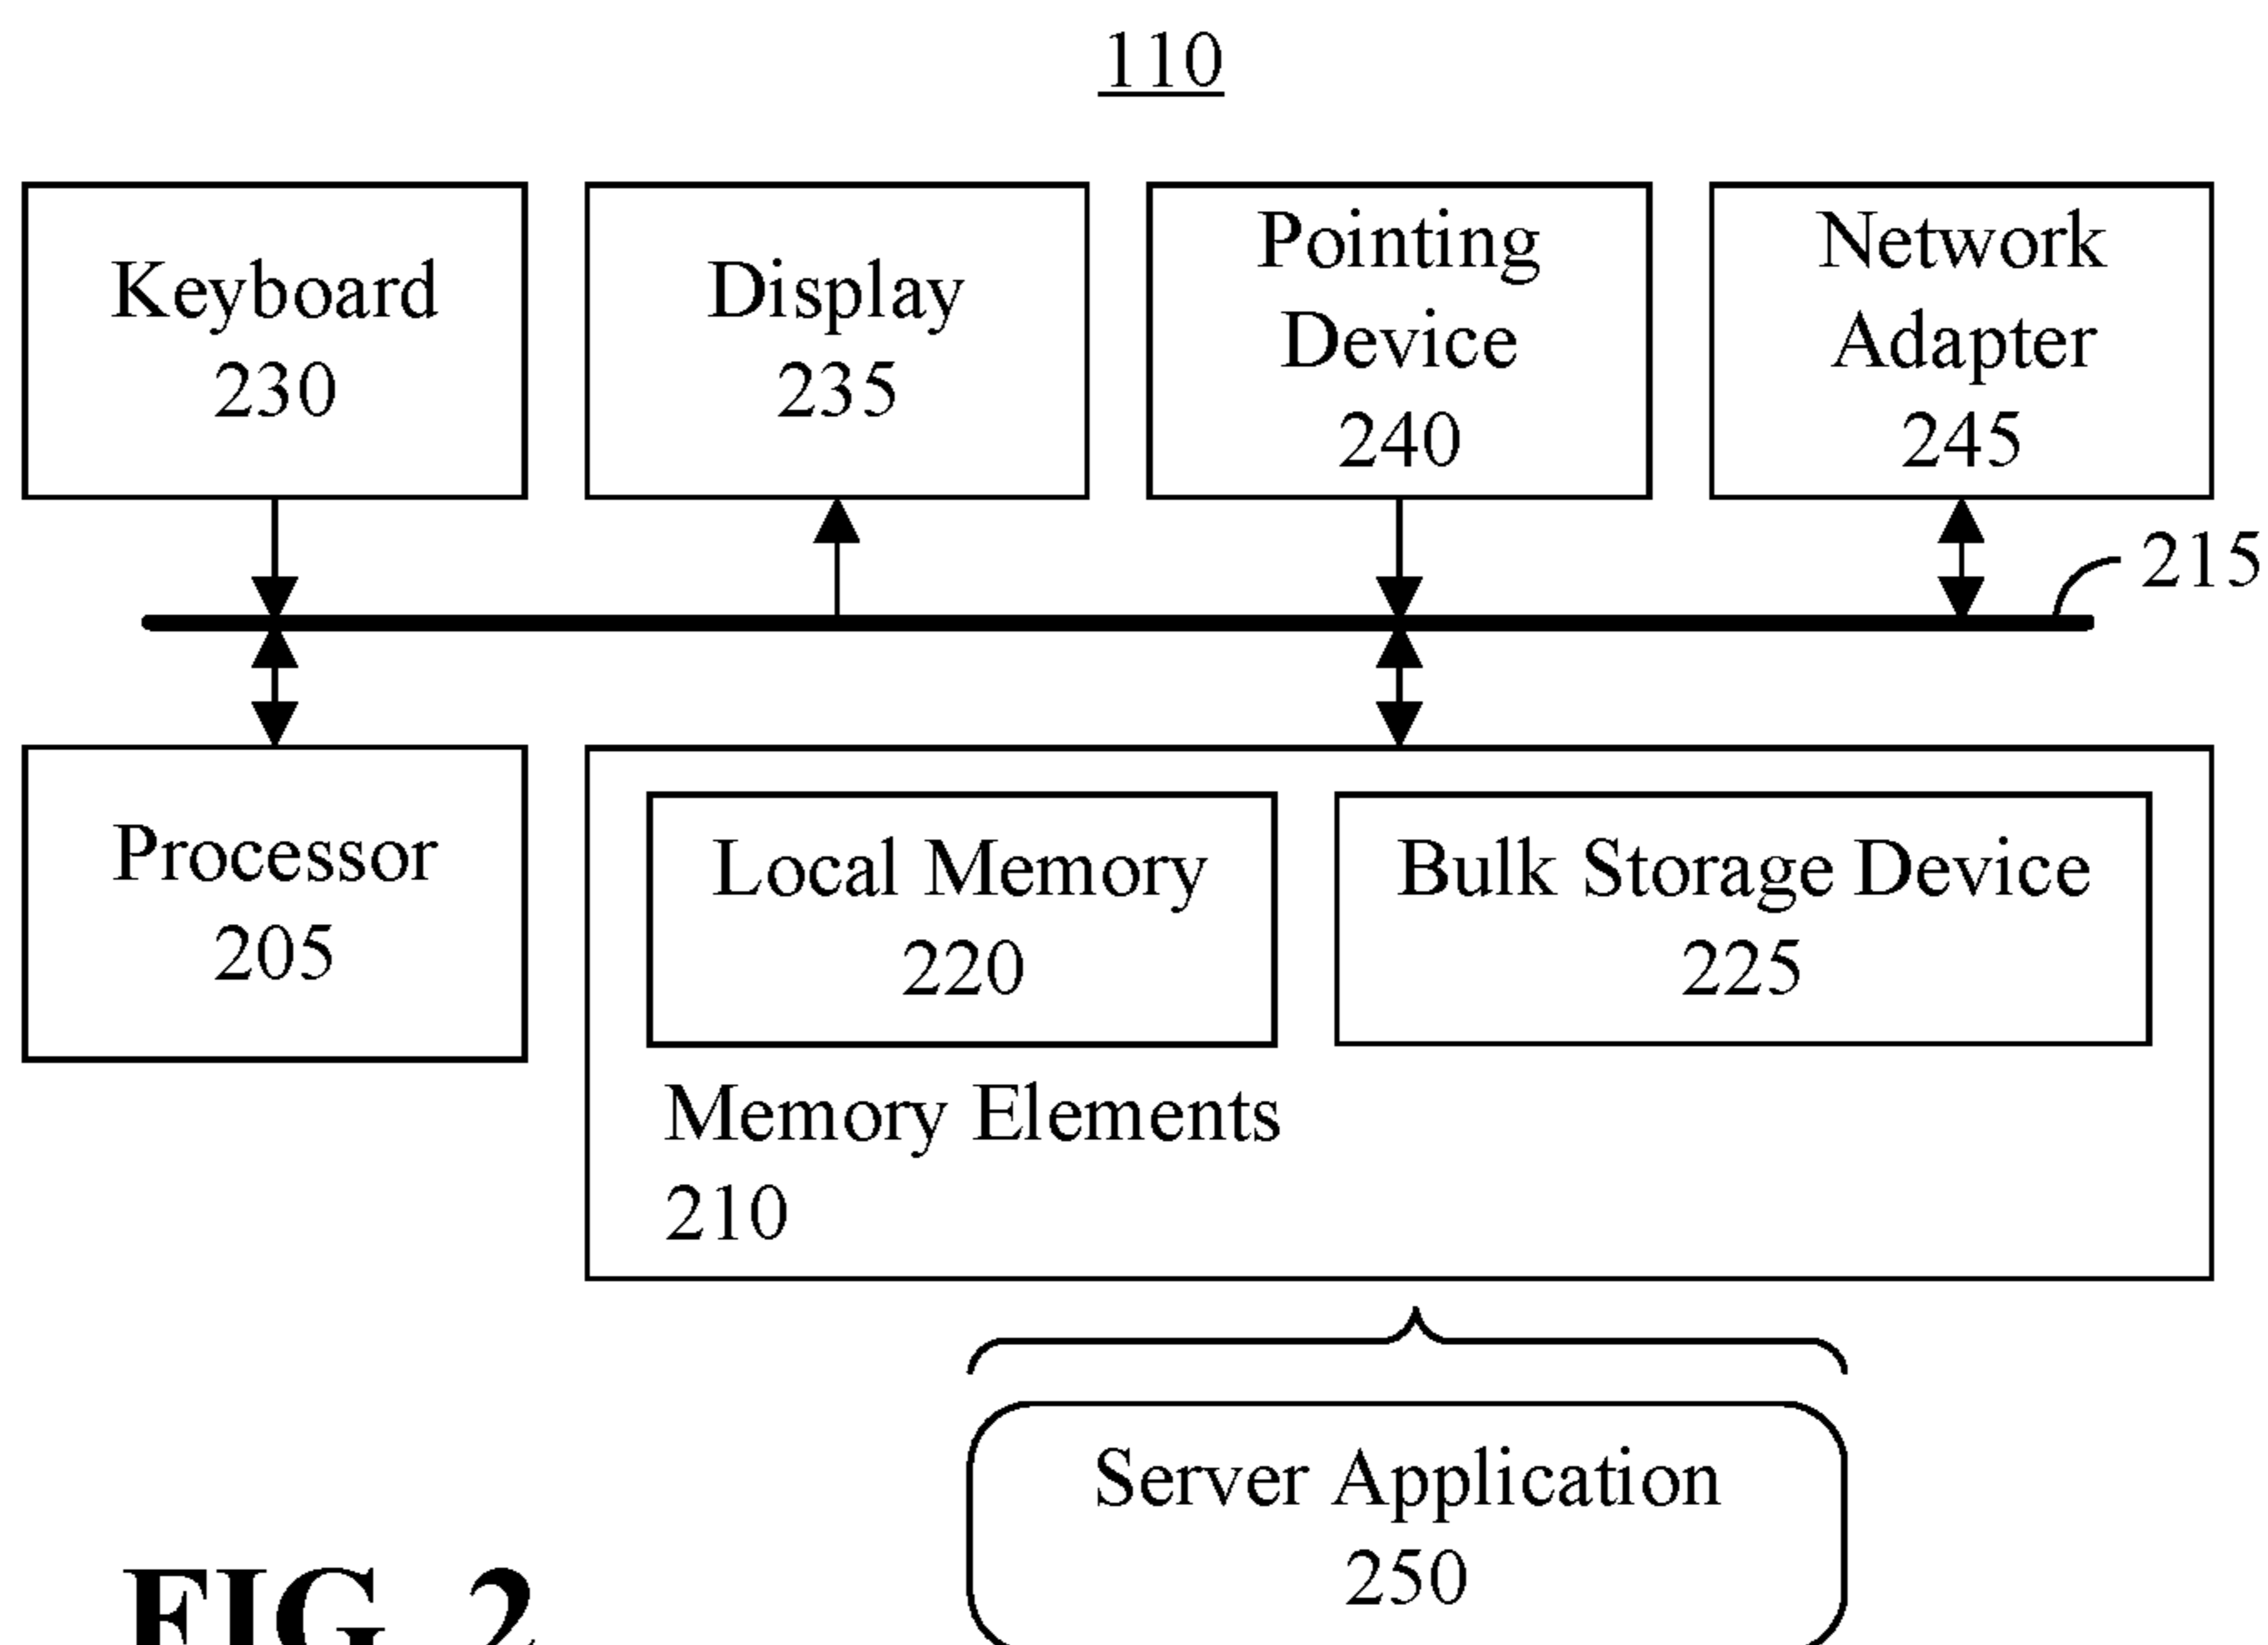 110
Keyboard
230
Display
235
Pointing
Device
240
Network
Adapter
245
215
Processor
205
Local Memory
220
Bulk Storage Device
225
Memory Elements
210
Server Application
250
FIG. 2